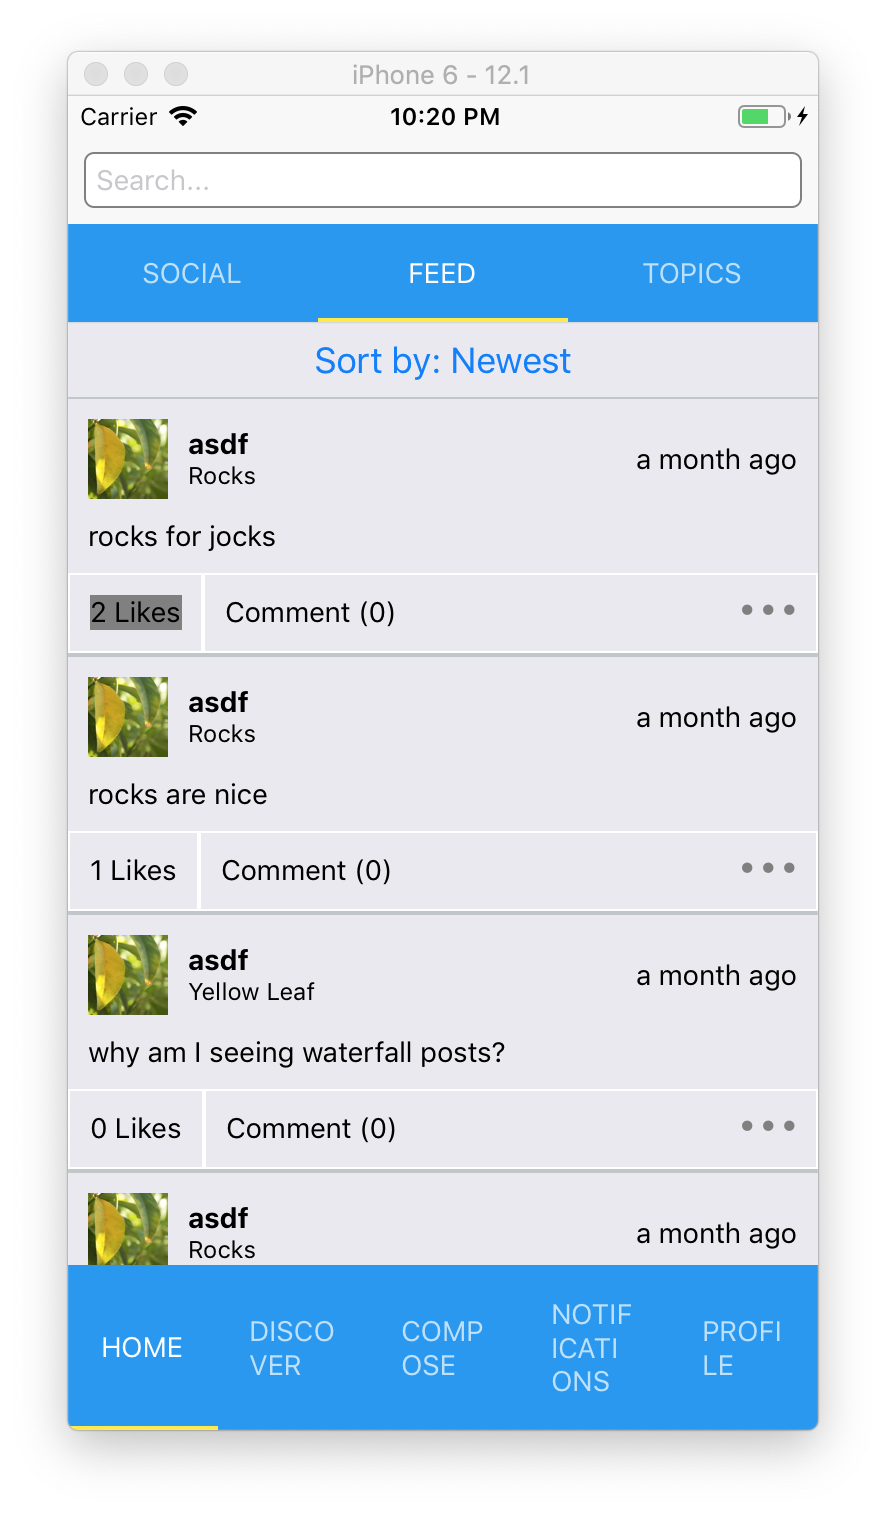 iPhone 6 - 12.1
Carrier 10:20 PM
Search...
SOCIAL FEED TOPICS
Sort by: Newest
asdf
Rocks
a month ago
rocks for jocks
2 Likes Comment (0)
asdf
Rocks
a month ago
rocks are nice
1 Likes Comment (0)
asdf
Yellow Leaf
a month ago
why am I seeing waterfall posts?
0 Likes Comment (0)
asdf
Rocks
a month ago
HOME
DISCO
VER
COMP
OSE
NOTIF
ICATI
ONS
PROFI
LE